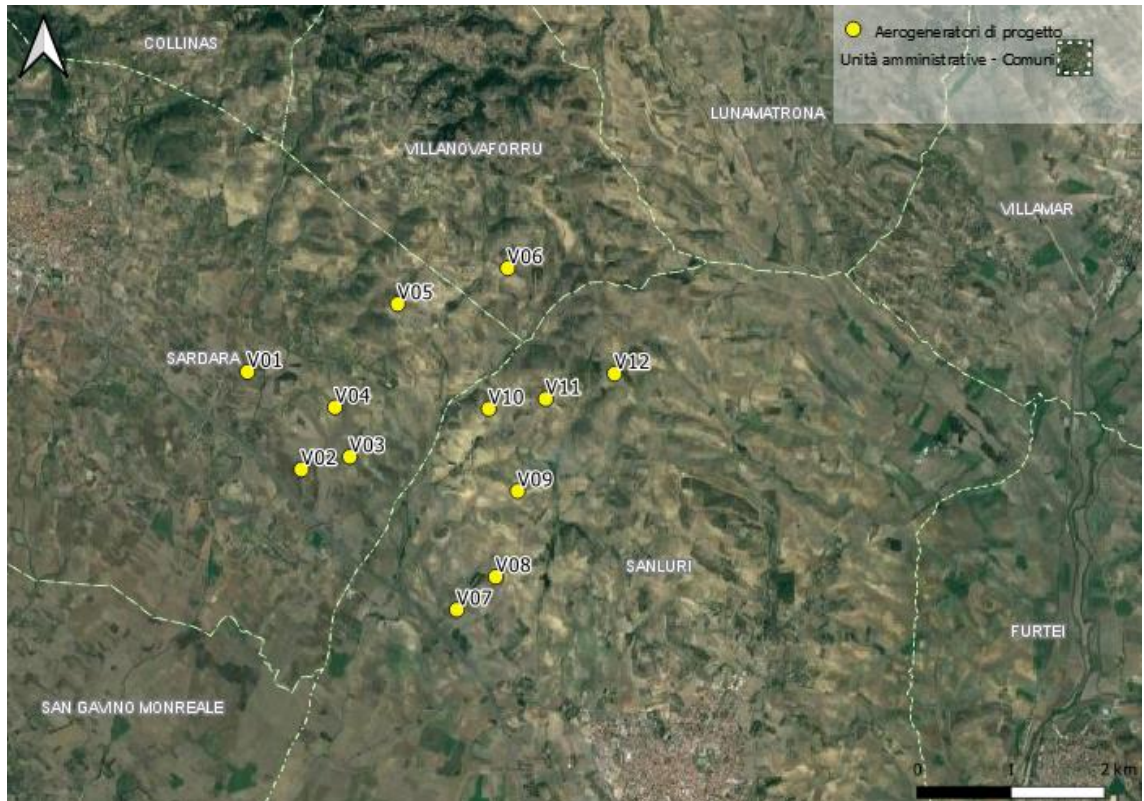 COLLINAS
Aerogeneratori di progetto
Unità amministrative - Comuni
LUNAMATRONA
VILLANOVAFORRU
VILLAMAR
V06
V05
SARDARA
V01
V12
V11
V04
V10
V03
V02
V09
SANLURI
V08
V07
FURTEI
SAN GAVINO MONREALE
0 1 2 km